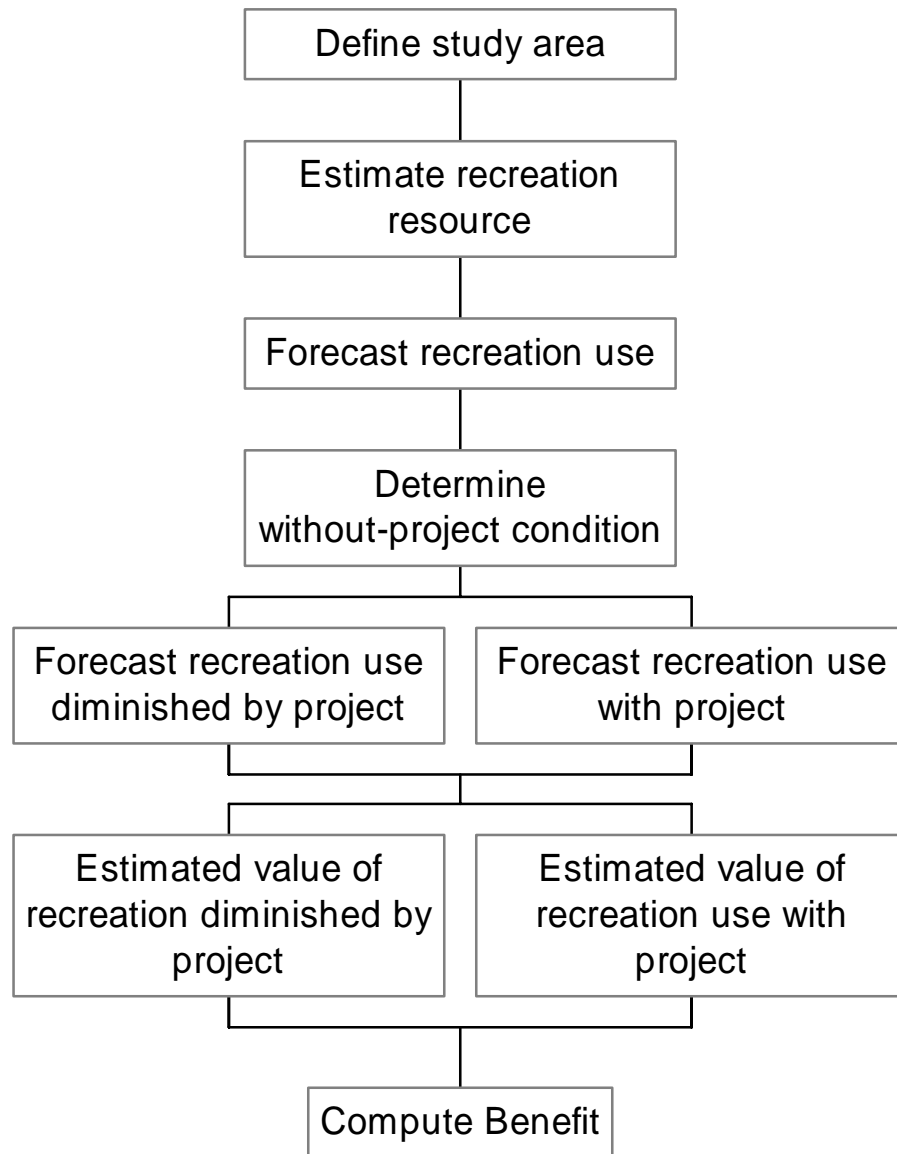 Define study area
Estimate recreation
resource
Forecast recreation use
Determine
without-project condition
Forecast recreation use
diminished by project
Forecast recreation use
with project
Estimated value of
recreation diminished by
project
Estimated value of
recreation use with
project
Compute Benefit